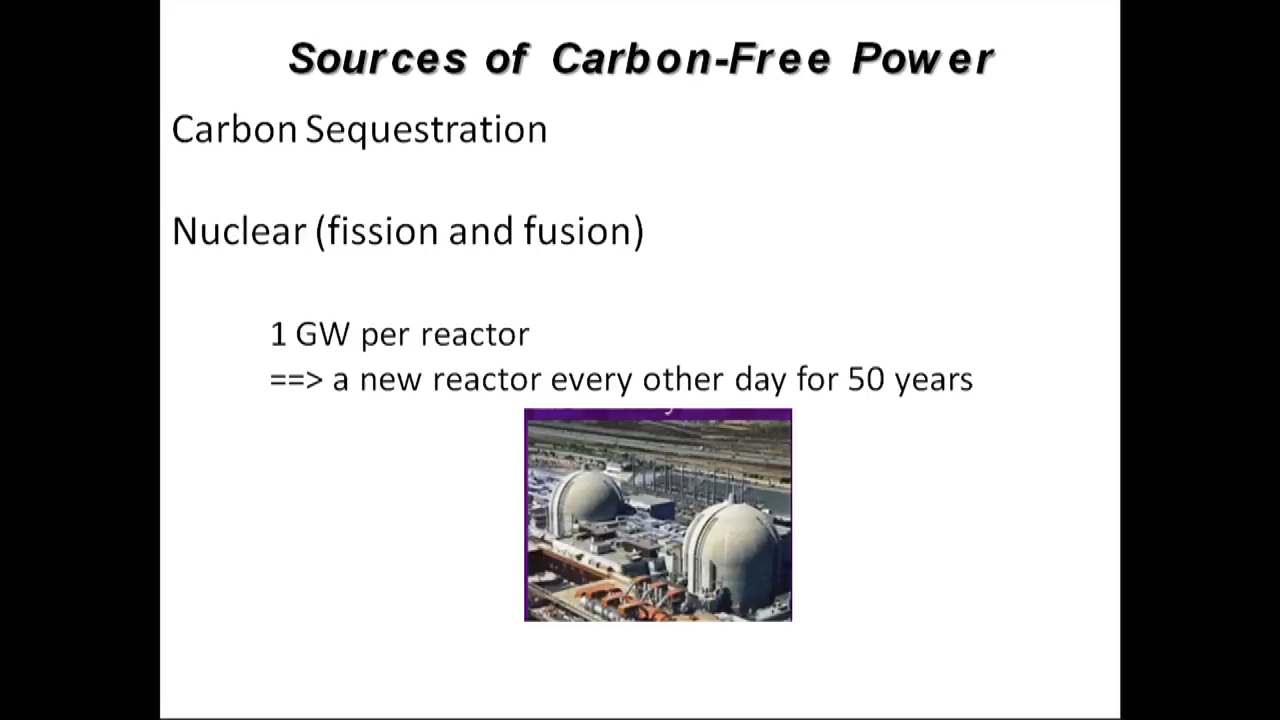 Sources of Carbon-Free Power
Carbon Sequestration
Nuclear (fission and fusion)
1 GW per reactor
==> a new reactor every other day for 50 years